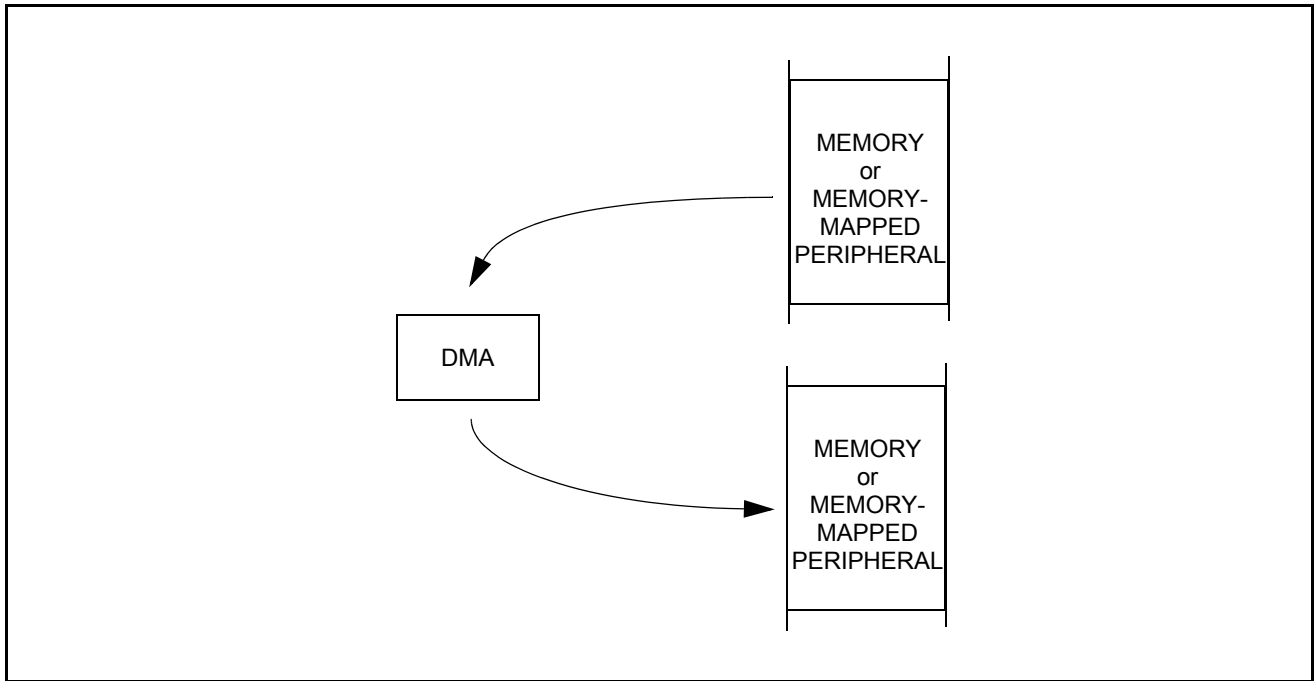 MEMORY
or
MEMORY-
MAPPED
PERIPHERAL
DMA
MEMORY
or
MEMORY-
MAPPED
PERIPHERAL